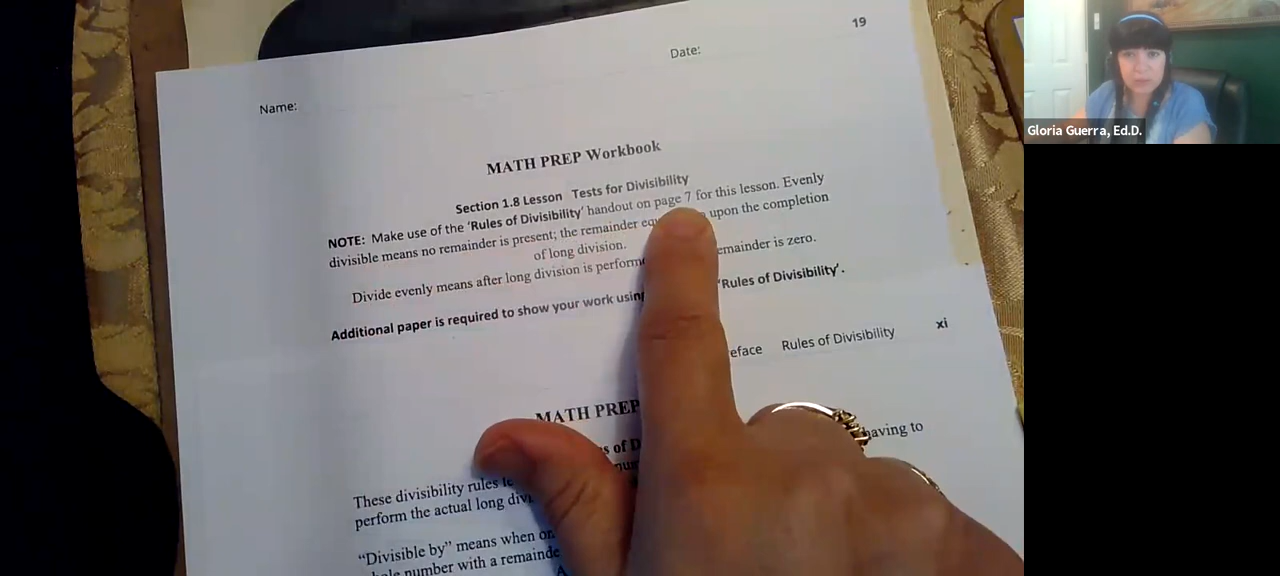 19
Date:
Name:
MATH PREP Workbook
Section 1.8 Lesson Tests for Divisibility
NOTE: Make use of the 'Rules of Divisibility' handout on page 7 for this lesson. Evenly
divisible means no remainder is present; the remainder upon the completion
of long division.
Divide evenly means after long division is remainder is zero.
Additional paper is required to show your work using 'Rules of Divisibility'.
Rules of Divisibility xi
MATH PREP
These divisibility rules having to
perform the actual long
"Divisible by" means when
number with a
Gloria Guerra, Ed.D.